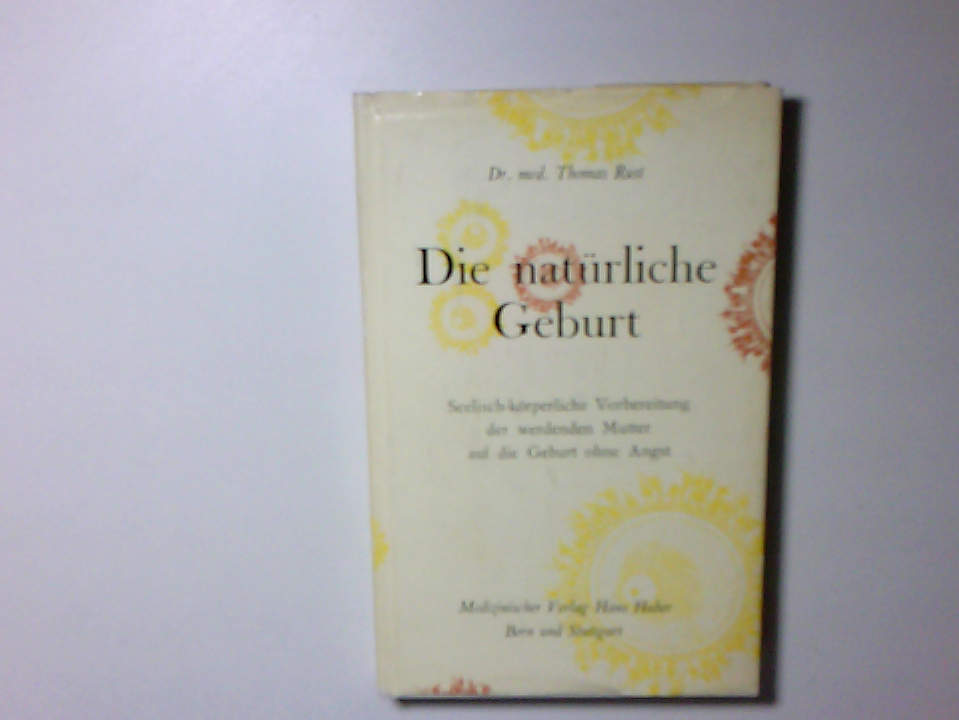 Dr. med. Thomas Rust
Die natürliche
Geburt
Seelisch-körperliche Vorbereitung
der werdenden Mutter
auf die Geburt ohne Angst
Medizinischer Verlag Hans Huber
Bern und Stuttgart